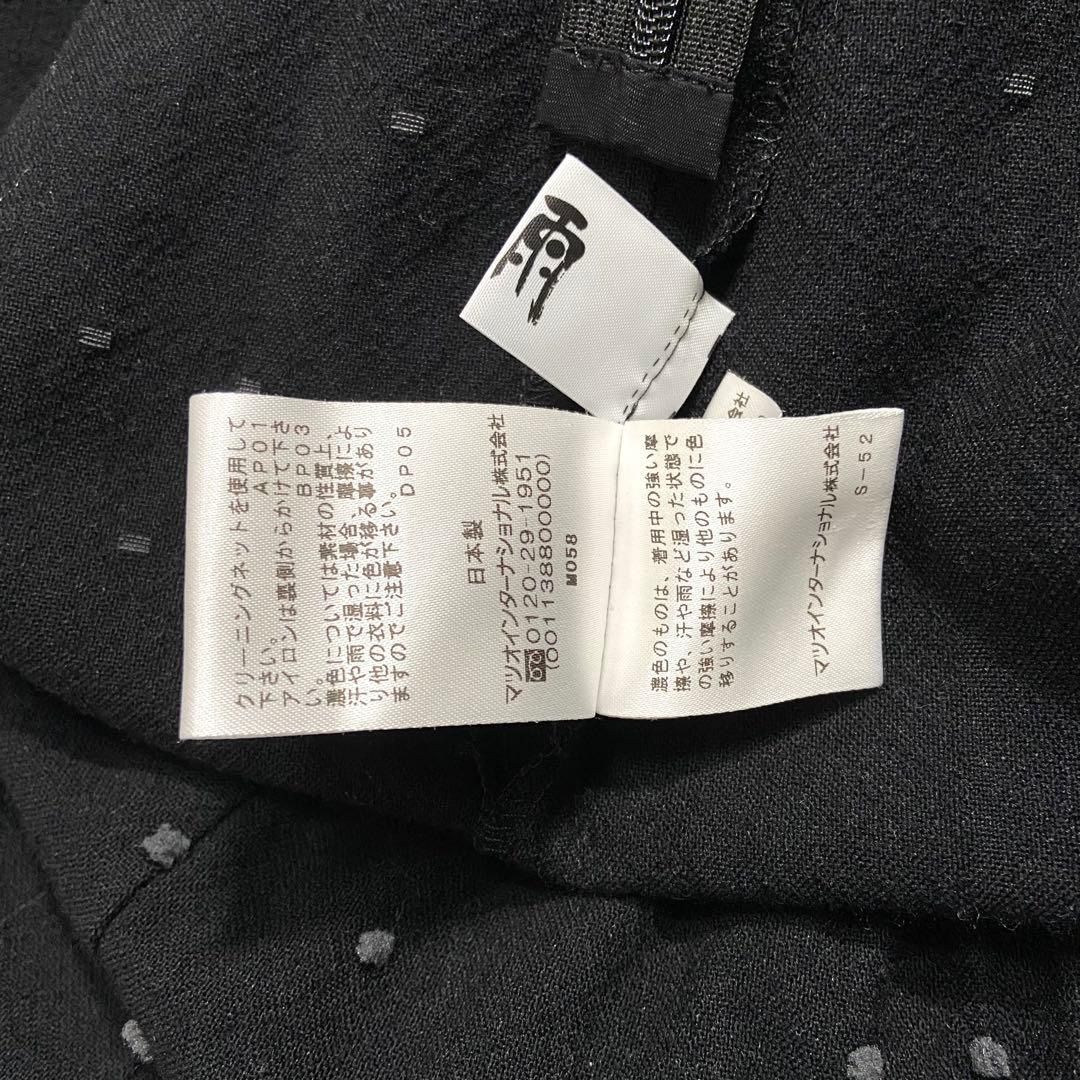 クリーニングネットを使用して
下さい。 AP01
アイロンは裏側からかけて下さ
い。 BP03
濃色については素材の性質上、
汗や雨で湿った場合、摩擦によ
り他の衣料に色が移る事があり
ますのでご注意下さい。
DP05
日本製
マツオインターナショナル株式会社
0120-29-1951
(001138800000)
M058
会社
濃色のものは、着用中の強い摩
擦や、汗や雨など湿った状態で
の強い摩擦により他のものに色
移りすることがあります。
マツオインターナショナル株式会社
S-52